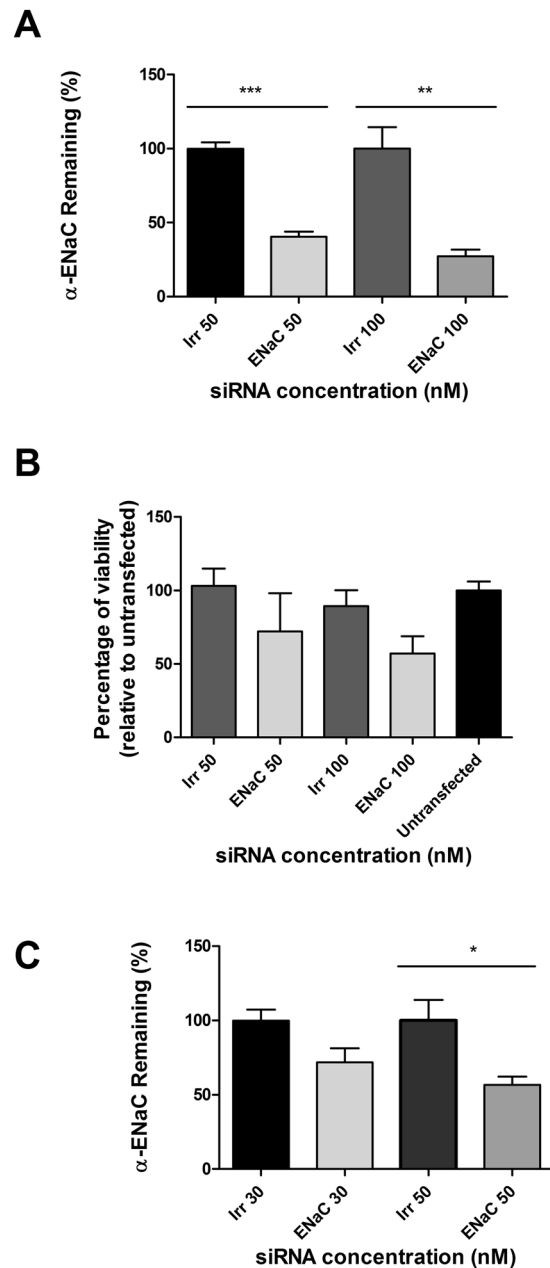 A
α-ENaC Remaining (%)
150
100
50
0
***
**
Irr 50
ENaC 50
Irr 100
ENaC 100
siRNA concentration (nM)
B
Percentage of viability
(relative to untransfected)
150
100
50
0
Irr 50
ENaC 50
Irr 100
ENaC 100
Untransfected
siRNA concentration (nM)
C
α-ENaC Remaining (%)
150
100
50
0
*
Irr 30
ENaC 30
Irr 50
ENaC 50
siRNA concentration (nM)